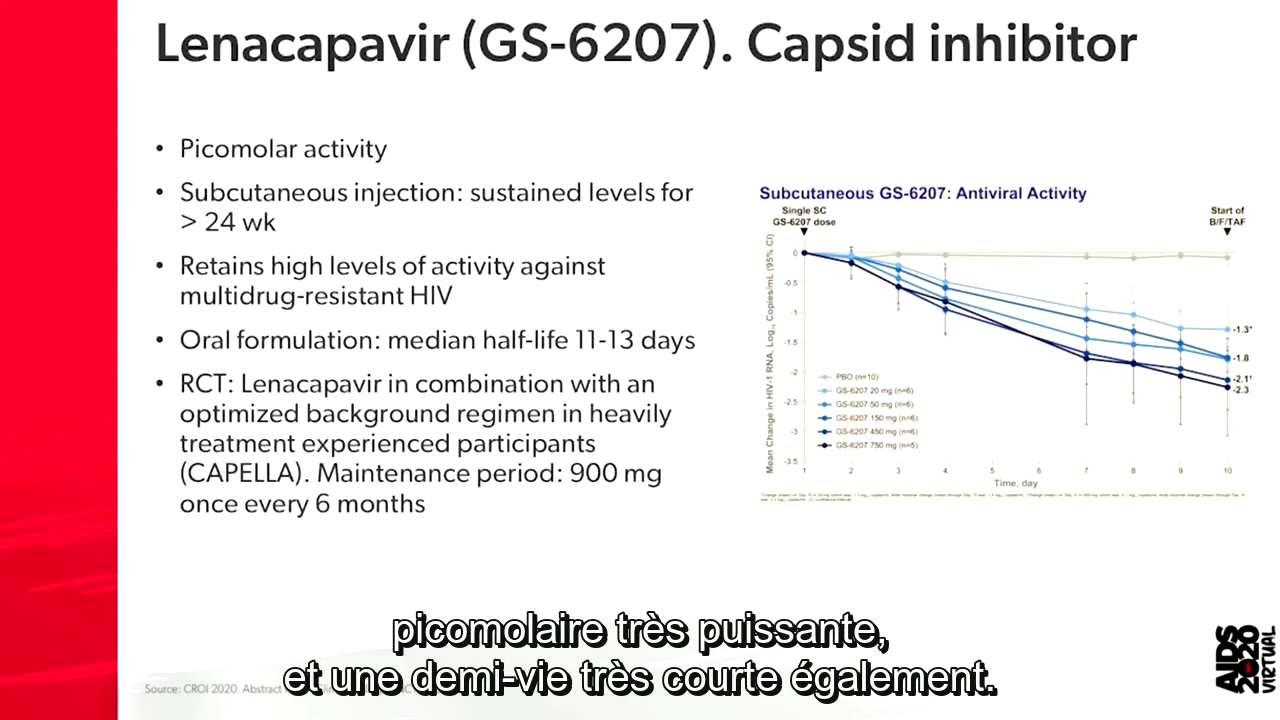 Lenacapavir (GS-6207). Capsid inhibitor
• Picomolar activity
• Subcutaneous injection: sustained levels for
> 24 wk
• Retains high levels of activity against
multidrug-resistant HIV
• Oral formulation: median half-life 11-13 days
• RCT: Lenacapavir in combination with an
optimized background regimen in heavily
treatment experienced participants
(CAPELLA). Maintenance period: 900 mg
once every 6 months
Subcutaneous GS-6207: Antiviral Activity
Single SC
GS-6207 dose
Start of
B/F/TAF
Mean Change in HIV-1 RNA, Log₁₀ Copies/mL (95% CI)
0
-0.5
-1
-1.5
-2
-2.5
-3
-3.5
-1.3*
-1.8
-2.1†
-2.3
PBO (n=10)
GS-6207 20 mg (n=6)
GS-6207 50 mg (n=6)
GS-6207 150 mg (n=6)
GS-6207 450 mg (n=6)
GS-6207 750 mg (n=5)
1 2 3 4 5 6 7 8 9 10
Time, day
picomolaire très puissante,
et une demi-vie très courte également.
Source: CROI 2020. Abstract
AIDS
2020
VIRTUAL